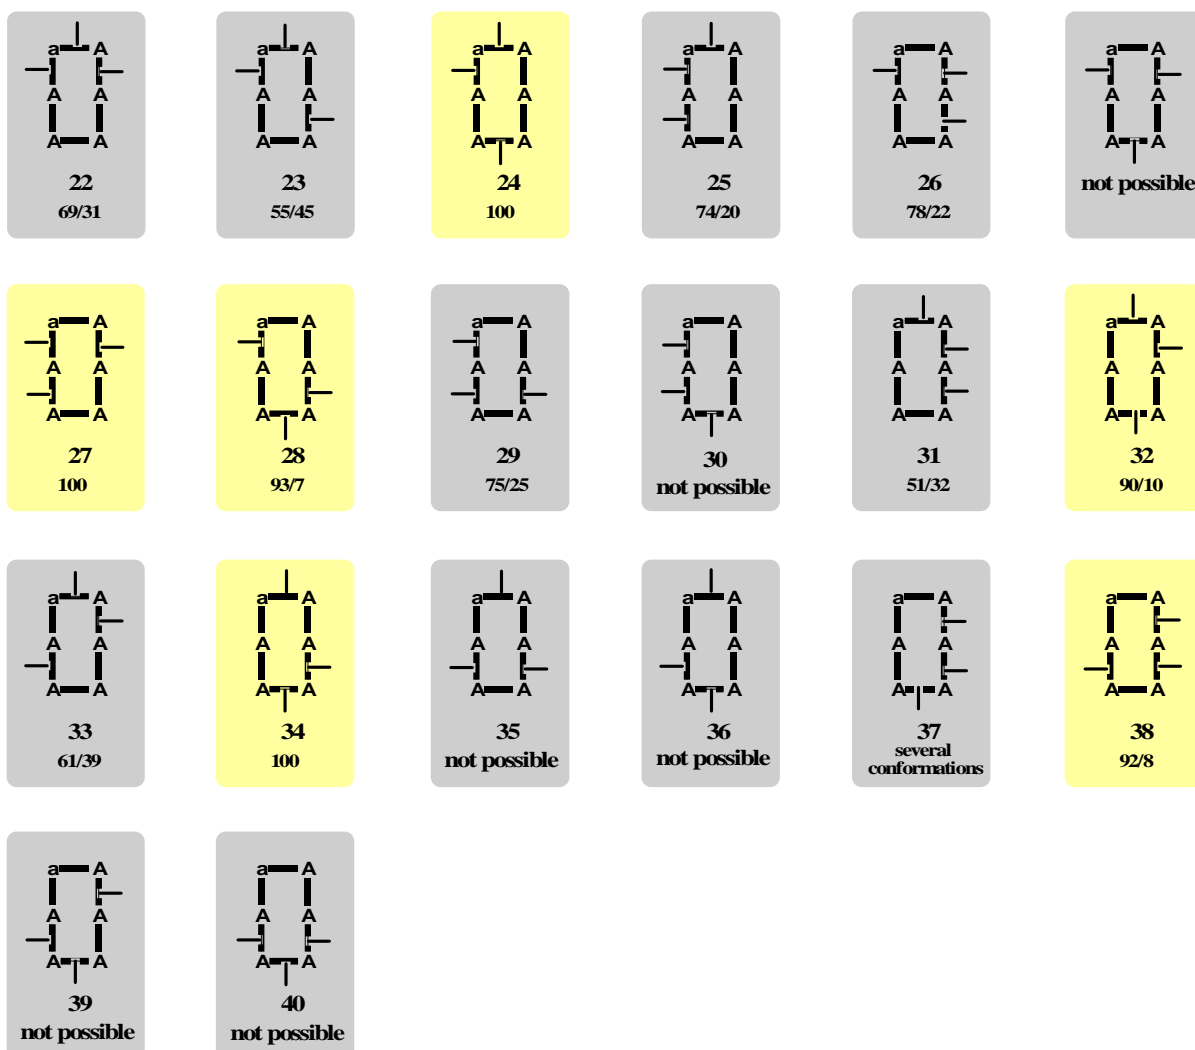 a A a A a A a A a A a A
A A A A A A A A A A A A
A A A A A A A A A A A A
22 23 24 25 26 not possible
69/31 55/45 100 74/20 78/22
a A a A a A a A a A a A
A A A A A A A A A A A A
A A A A A A A A A A A A
27 28 29 30 31 32
100 93/7 75/25 not possible 51/32 90/10
a A a A a A a A a A a A
A A A A A A A A A A A A
A A A A A A A A A A A A
33 34 35 36 37 38
61/39 100 not possible not possible several 92/8
conformations
a A a A
A A A A
A A A A
39 40
not possible not possible